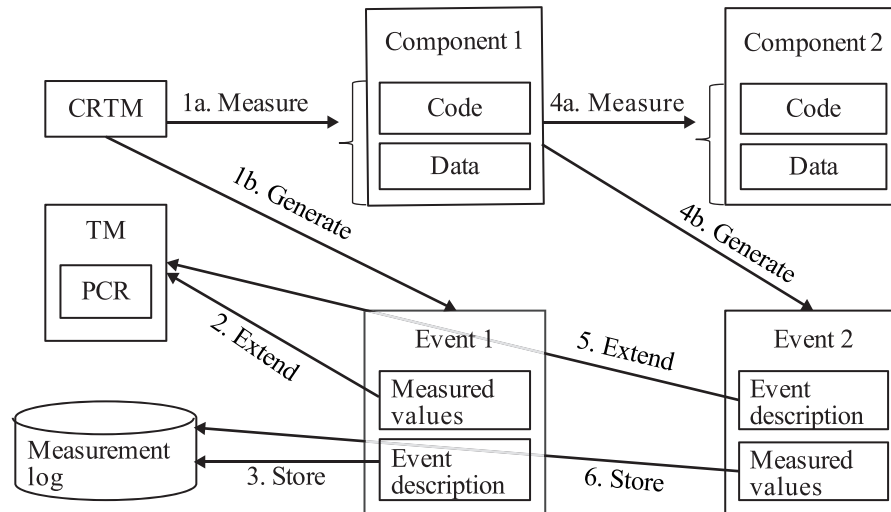 Component 1
Component 2
CRTM
1a. Measure
Code
4a. Measure
Code
Data
Data
1b. Generate
4b. Generate
TM
PCR
2. Extend
Event 1
5. Extend
Event 2
Measured
values
Event
description
Measurement
log
3. Store
Event
description
6. Store
Measured
values